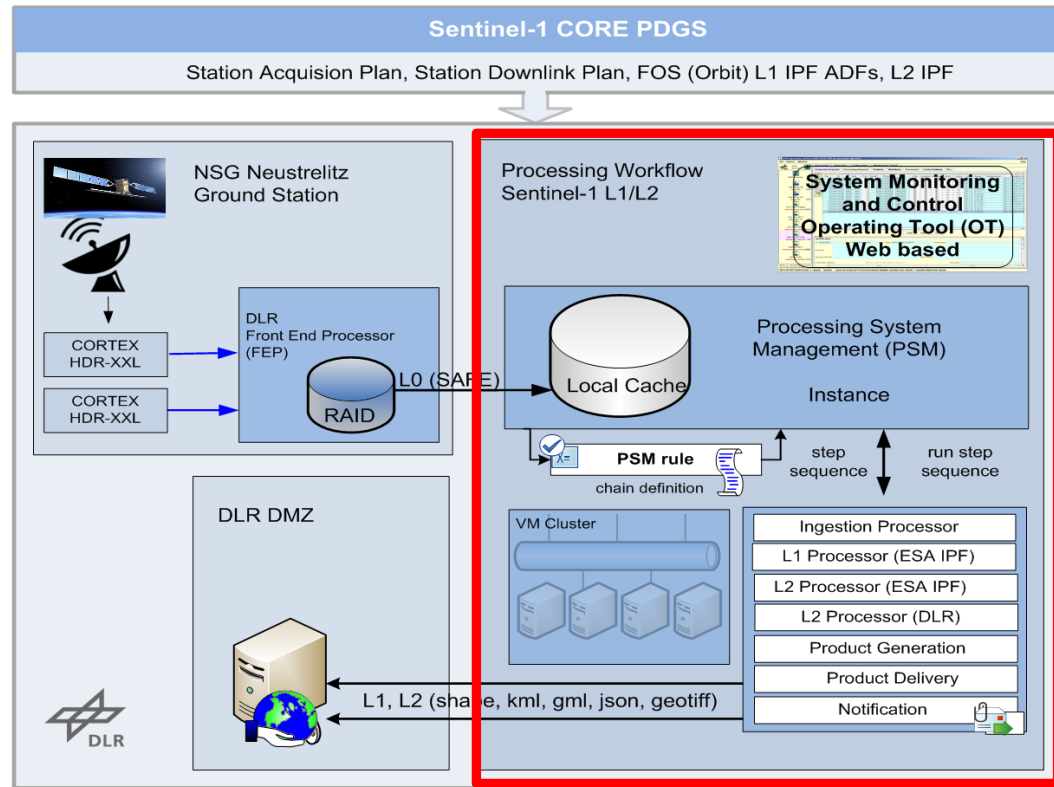 Sentinel-1 CORE PDGS
Station Acquision Plan, Station Downlink Plan, FOS (Orbit) L1 IPF ADFs, L2 IPF
NSG Neustrelitz
Ground Station
CORTEX
HDR-XXL
CORTEX
HDR-XXL
DLR
Front End Processor
(FEP)
RAID
L0 (SAFE)
Processing Workflow
Sentinel-1 L1/L2
System Monitoring
and Control
Operating Tool (OT)
Web based
Local Cache
Processing System
Management (PSM)
Instance
X=
PSM rule
chain definition
step
sequence
run step
sequence
VM Cluster
Ingestion Processor
L1 Processor (ESA IPF)
L2 Processor (ESA IPF)
L2 Processor (DLR)
Product Generation
Product Delivery
Notification
DLR DMZ
L1, L2 (shape, kml, gml, json, geotiff)
DLR